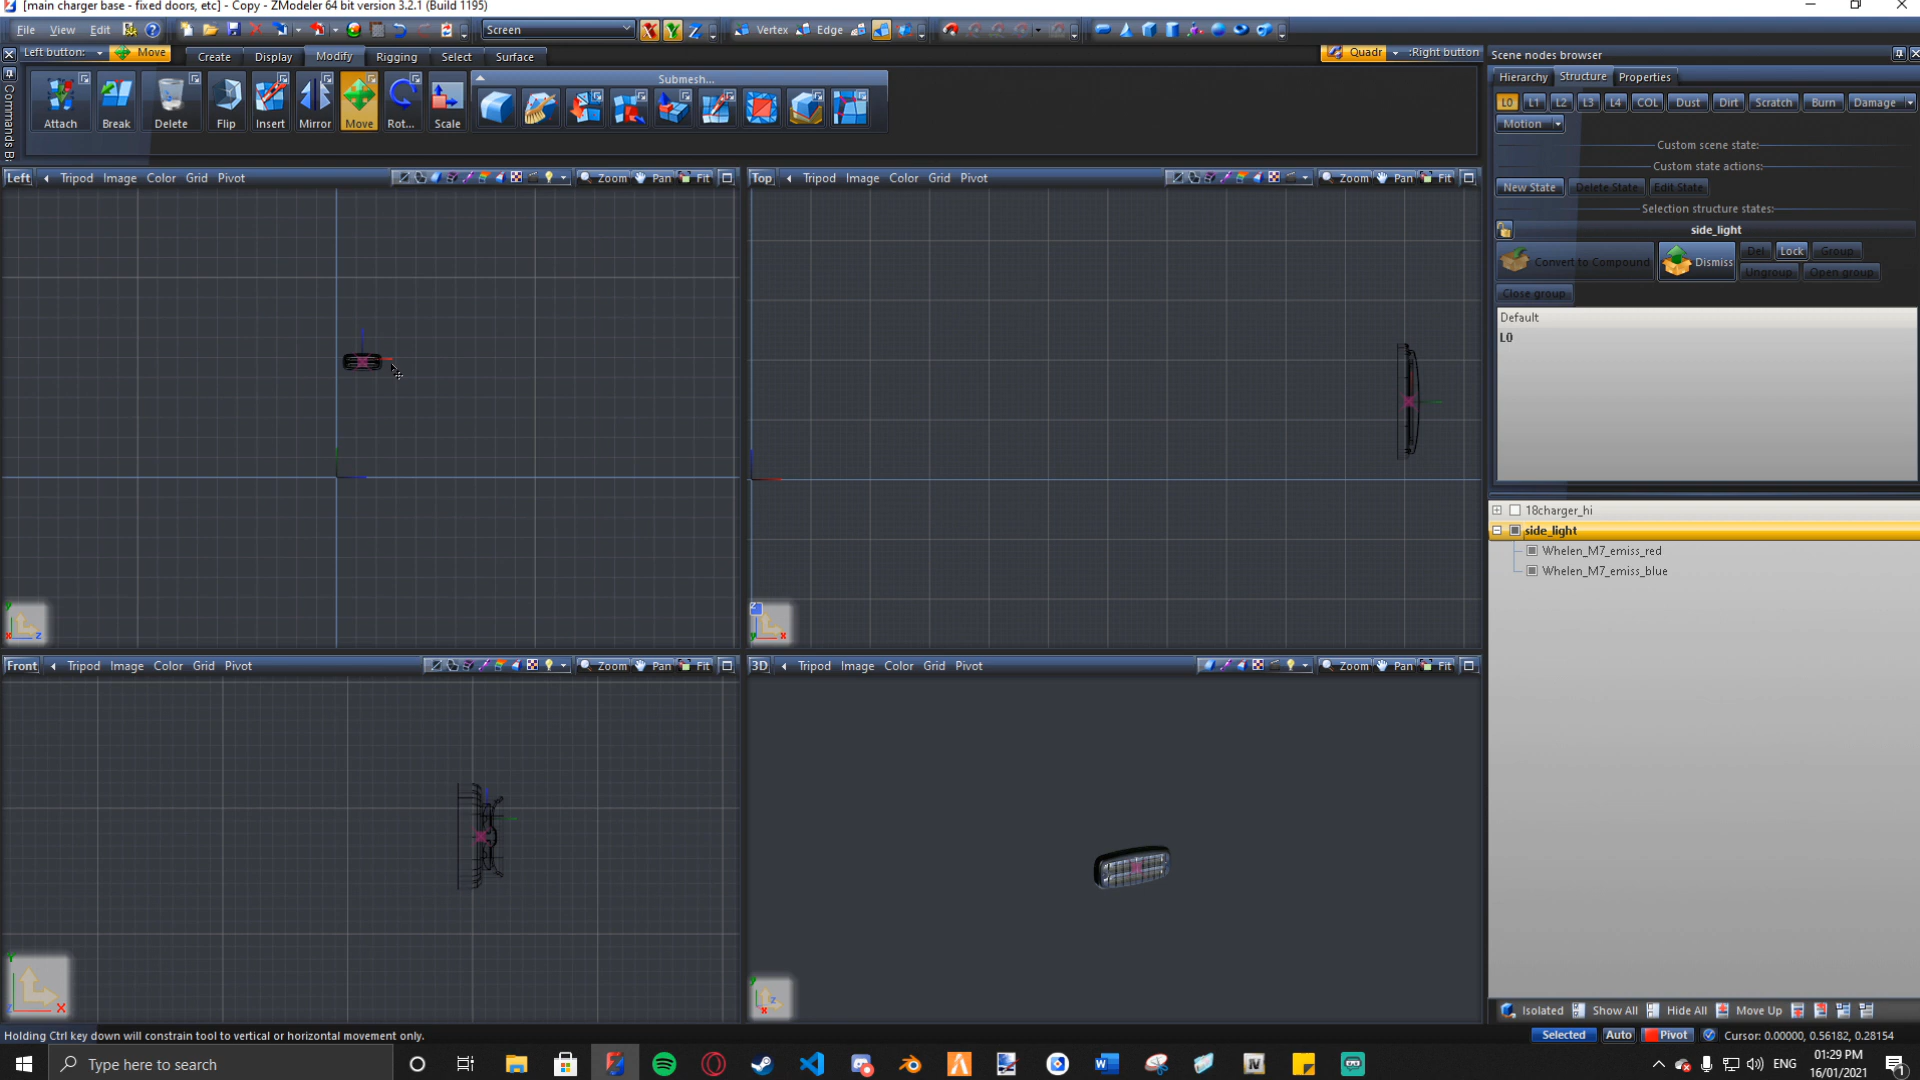 [main charger base - fixed doors, etc] - Copy - ZModeler 64 bit version 3.2.1 (Build 1195)
File View Edit Screen Vertex Edge
Left button: Move Create Display Modify Rigging Select Surface Quadr :Right button
Commands Ba
Attach Break Delete Flip Insert Mirror Move Rot... Scale
Submesh...
Left Tripod Image Color Grid Pivot Zoom Pan Fit
Top Tripod Image Color Grid Pivot Zoom Pan Fit
Front Tripod Image Color Grid Pivot Zoom Pan Fit
3D Tripod Image Color Grid Pivot Zoom Pan Fit
Scene nodes browser
Hierarchy Structure Properties
L0 L1 L2 L3 L4 COL Dust Dirt Scratch Burn Damage
Motion
Custom scene state:
Custom state actions:
New State Delete State Edit State
Selection structure states:
side_light
Convert to Compound Dismiss Del Lock Group
Ungroup Open group
Close group
Default
L0
18charger_hi
side_light
Whelen_M7_emiss_red
Whelen_M7_emiss_blue
Isolated Show All Hide All Move Up
Holding Ctrl key down will constrain tool to vertical or horizontal movement only.
Selected Auto Pivot Cursor: 0.00000, 0.56182, 0.28154
Type here to search
ENG
01:29 PM
16/01/2021